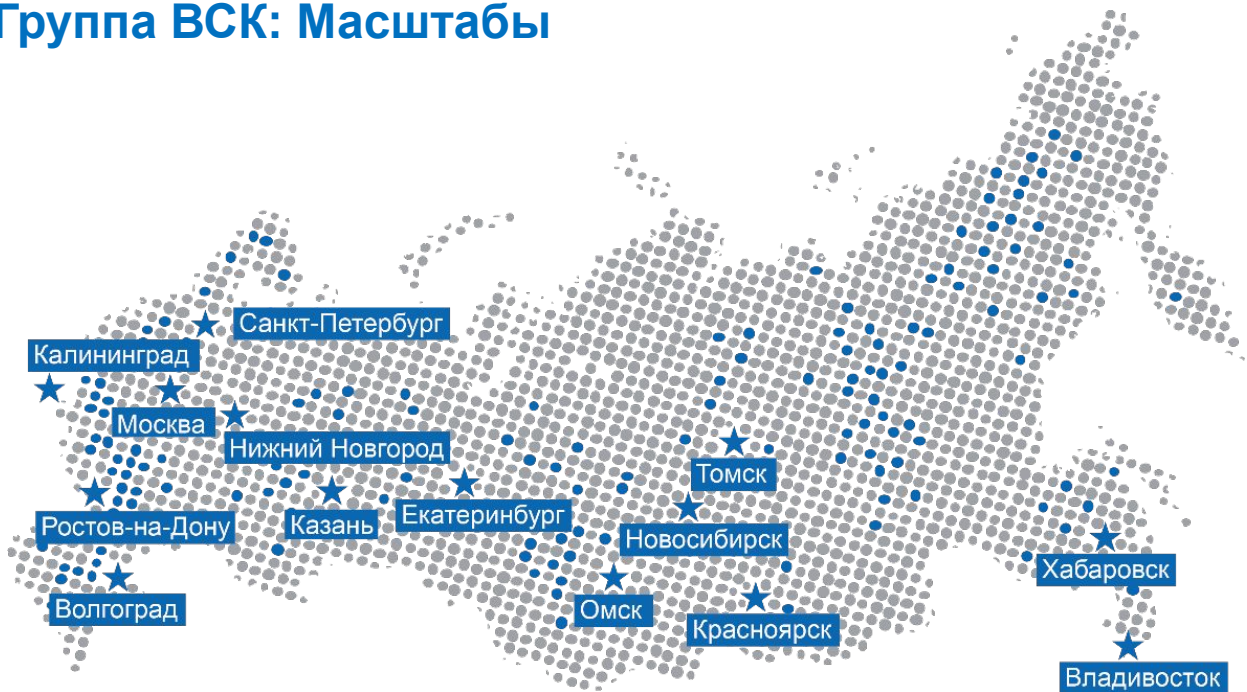 Группа ВСК: Масштабы
Санкт-Петербург
Калининград
Москва
Нижний Новгород
Томск
Ростов-на-Дону
Казань
Екатеринбург
Новосибирск
Хабаровск
Волгоград
Омск
Красноярск
Владивосток